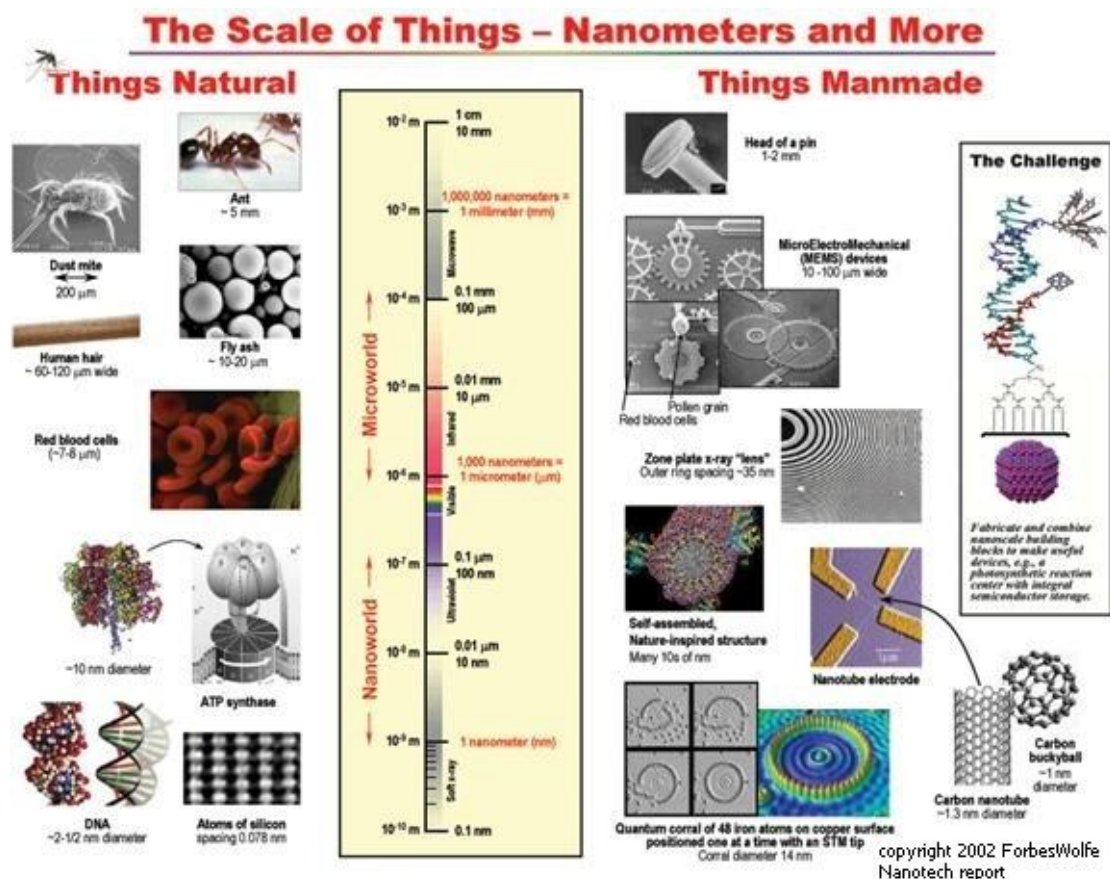 The Scale of Things – Nanometers and More
Things Natural
Ant
~ 5 mm
Dust mite
200 µm
Human hair
~ 60-120 µm wide
Fly ash
~ 10-20 µm
Red blood cells
(~7-8 µm)
~10 nm diameter
ATP synthase
DNA
~2-1/2 nm diameter
Atoms of silicon
spacing 0.078 nm
10-2 m
1 cm
10 mm
1,000,000 nanometers =
10-3 m
1 millimeter (mm)
Microwave
10-4 m
0.1 mm
100 µm
Microworld
10-5 m
0.01 mm
10 µm
Infrared
1,000 nanometers =
10-6 m
1 micrometer (µm)
Visible
10-7 m
0.1 µm
100 nm
Ultraviolet
Nanoworld
10-8 m
0.01 µm
10 nm
10-9 m
1 nanometer (nm)
Soft x-ray
10-10 m
0.1 nm
Things Manmade
Head of a pin
1-2 mm
MicroElectroMechanical
(MEMS) devices
10 -100 µm wide
Pollen grain
Red blood cells
Zone plate x-ray "lens"
Outer ring spacing ~35 nm
Self-assembled,
Nature-inspired structure
Many 10s of nm
1µm
Nanotube electrode
Quantum corral of 48 iron atoms on copper surface
positioned one at a time with an STM tip
Corral diameter 14 nm
Carbon nanotube
~1.3 nm diameter
Carbon
buckyball
~1 nm
diameter
The Challenge
Fabricate and combine
nanoscale building
blocks to make useful
devices, e.g., a
photosynthetic reaction
center with integral
semiconductor storage.
copyright 2002 ForbesWolfe
Nanotech report